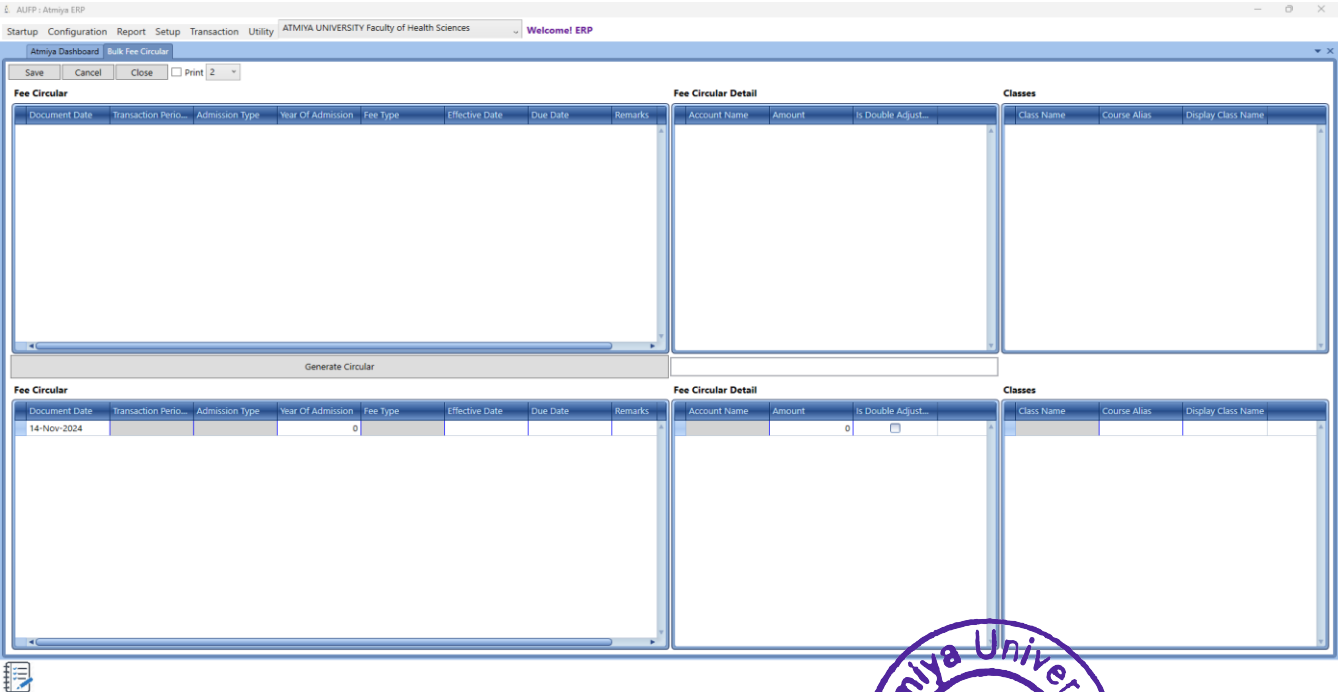 AUFP : Atmiya ERP
Startup Configuration Report Setup Transaction Utility ATMIYA UNIVERSITY Faculty of Health Sciences Welcome! ERP
Atmiya Dashboard Bulk Fee Circular
Save Cancel Close Print 2
Fee Circular Fee Circular Detail Classes
Document Date Transaction Perio... Admission Type Year Of Admission Fee Type Effective Date Due Date Remarks Account Name Amount Is Double Adjust... Class Name Course Alias Display Class Name
Generate Circular
Fee Circular Fee Circular Detail Classes
Document Date Transaction Perio... Admission Type Year Of Admission Fee Type Effective Date Due Date Remarks Account Name Amount Is Double Adjust... Class Name Course Alias Display Class Name
14-Nov-2024 0 0